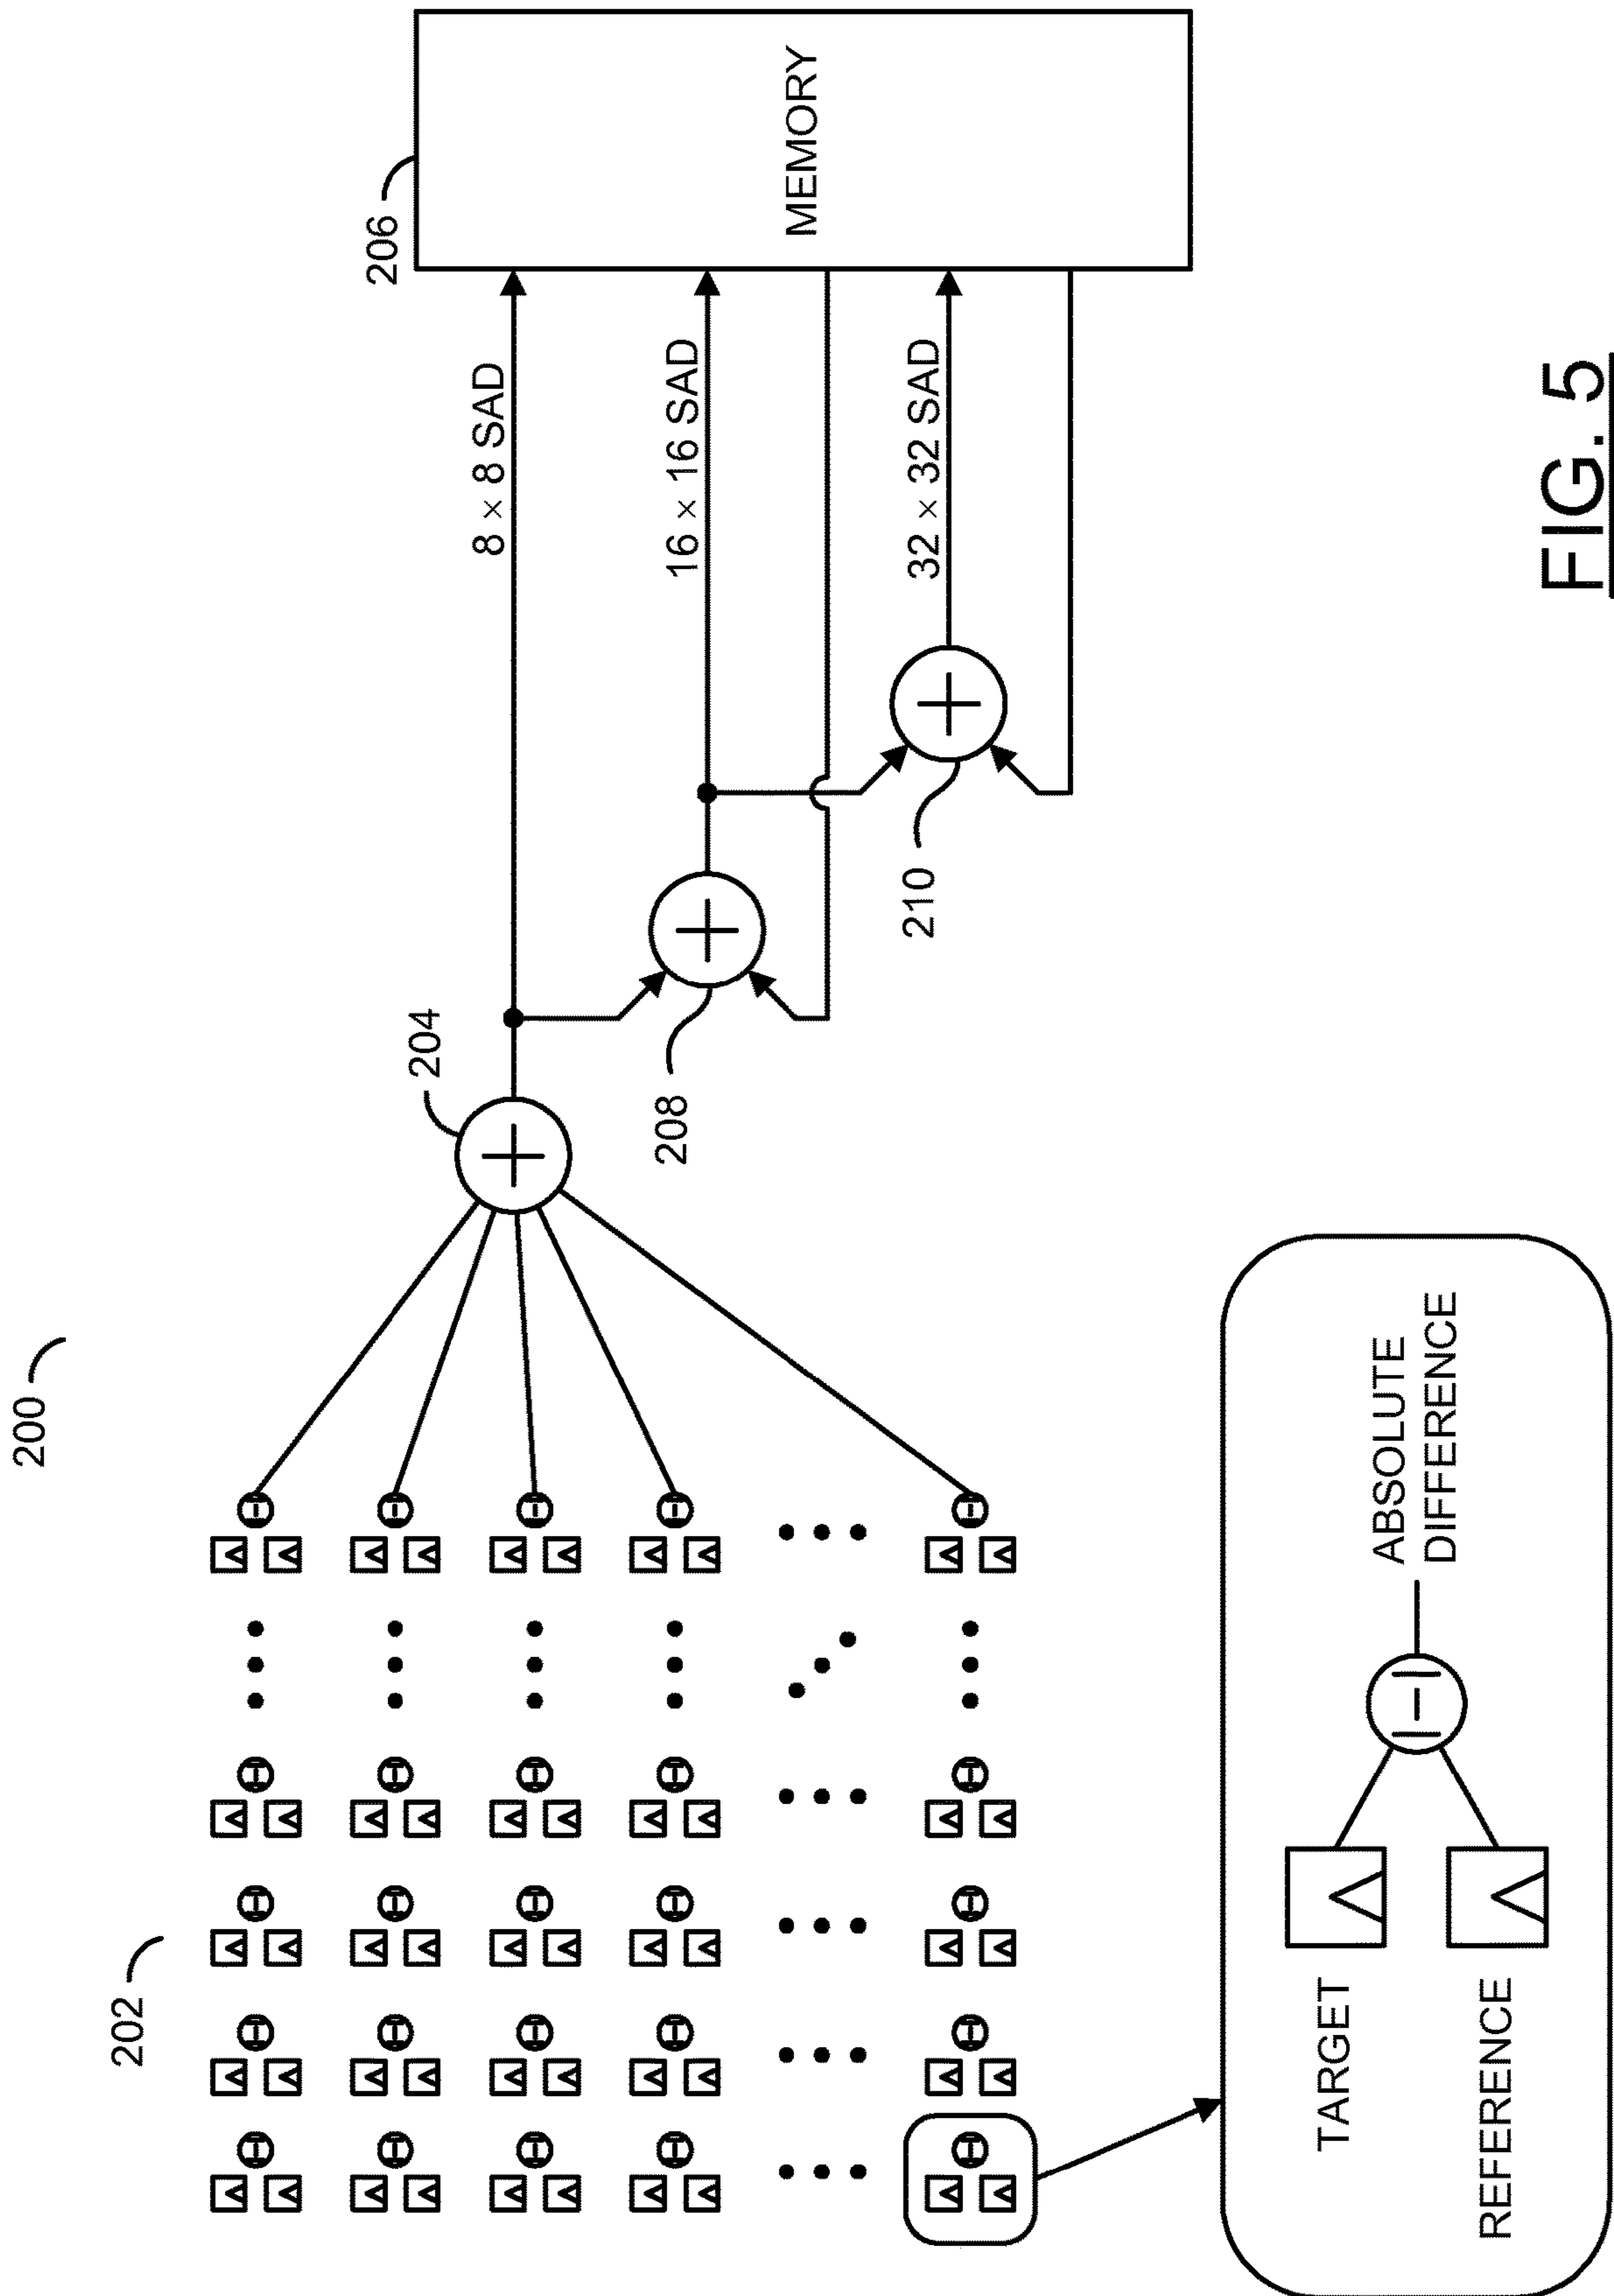 200
202
204
206
8 × 8 SAD
16 × 16 SAD
32 × 32 SAD
MEMORY
208
210
TARGET
REFERENCE
ABSOLUTE
DIFFERENCE
FIG. 5